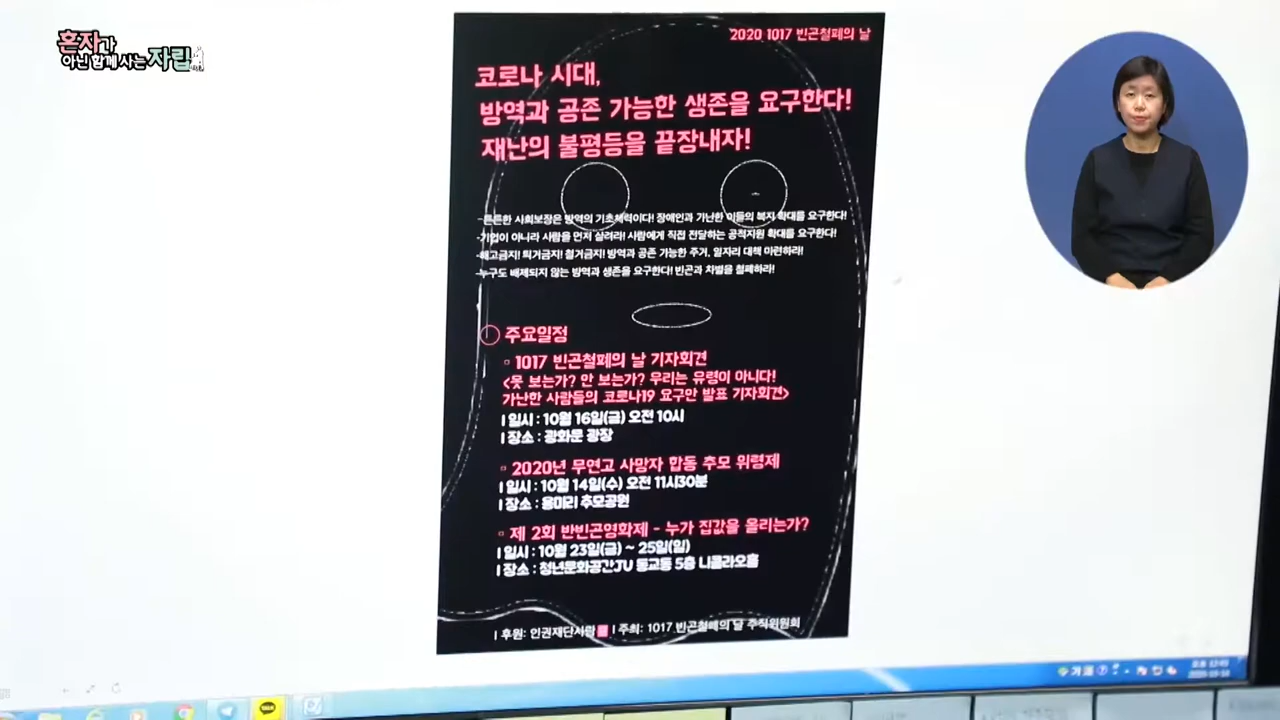 혼자가
아닌 함께 사는 자립
2020 1017 빈곤철폐의 날
코로나 시대,
방역과 공존 가능한 생존을 요구한다!
재난의 불평등을 끝장내자!
-든든한 사회보장은 방역의 기초체력이다! 장애인과 가난한 이들의 복지 확대를 요구한다!
-기업이 아니라 사람을 먼저 살려라! 사람에게 직접 전달하는 공적지원 확대를 요구한다!
-해고금지! 퇴거금지! 철거금지! 방역과 공존 가능한 주거, 일자리 대책 마련하라!
-누구도 배제되지 않는 방역과 생존을 요구한다! 빈곤과 차별을 철폐하라!
주요일정
1017 빈곤철폐의 날 기자회견
<못 보는가? 안 보는가? 우리는 유령이 아니다!
가난한 사람들의 코로나19 요구안 발표 기자회견>
| 일시 : 10월 16일(금) 오전 10시
| 장소 : 광화문 광장
2020년 무연고 사망자 합동 추모 위령제
| 일시 : 10월 14일(수) 오전 11시30분
| 장소 : 용미리 추모공원
제 2회 반빈곤영화제 - 누가 집값을 올리는가?
| 일시 : 10월 23일(금) ~ 25일(일)
| 장소 : 청년문화공간JU 동교동 5층 니콜라오홀
| 후원: 인권재단사람 | 주최: 1017 빈곤철폐의 날 조직위원회